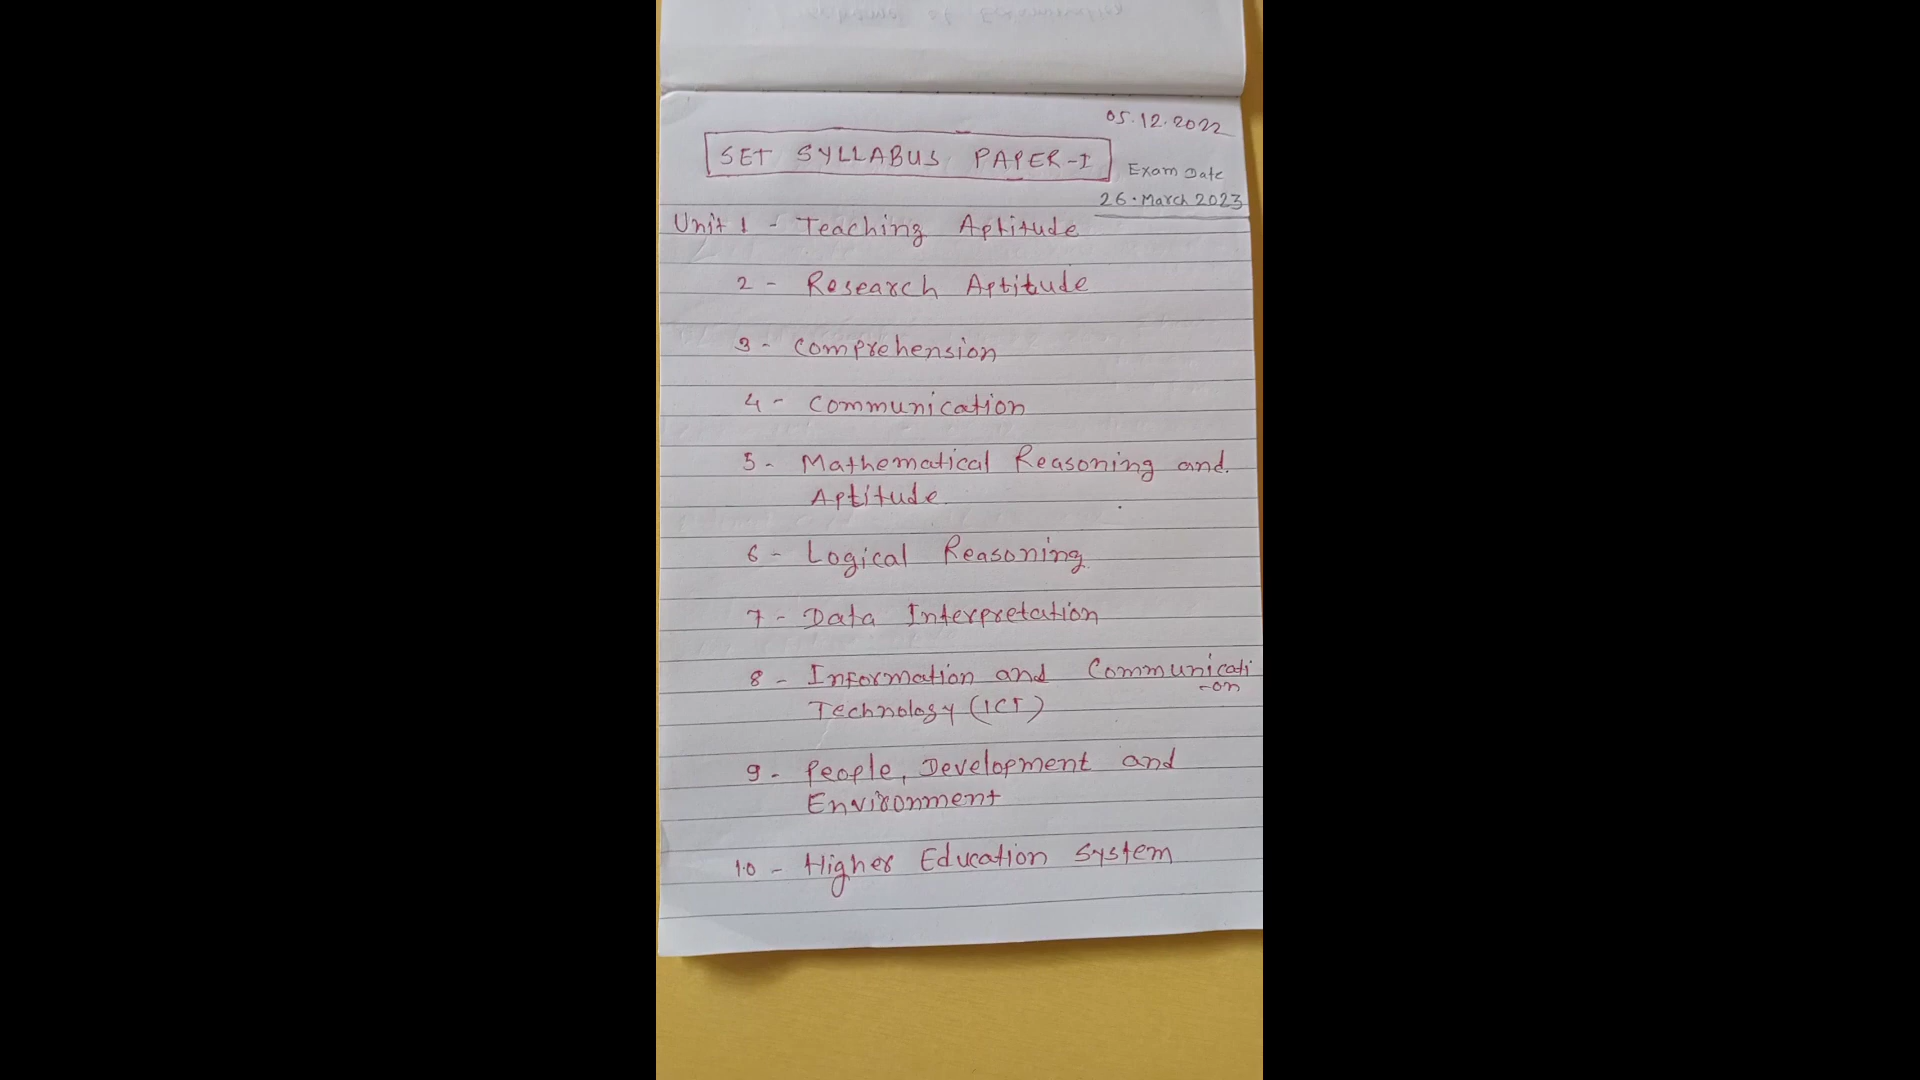 05.12.2022
SET SYLLABUS PAPER-I
Exam Date
26.March 2023
Unit 1 - Teaching Aptitude
2 - Research Aptitude
3 - Comprehension
4 - Communication
5 - Mathematical Reasoning and
Aptitude
6 - Logical Reasoning
7 - Data Interpretation
8 - Information and Communicati
-on
Technology (ICT)
9 - People, Development and
Environment
10 - Higher Education System